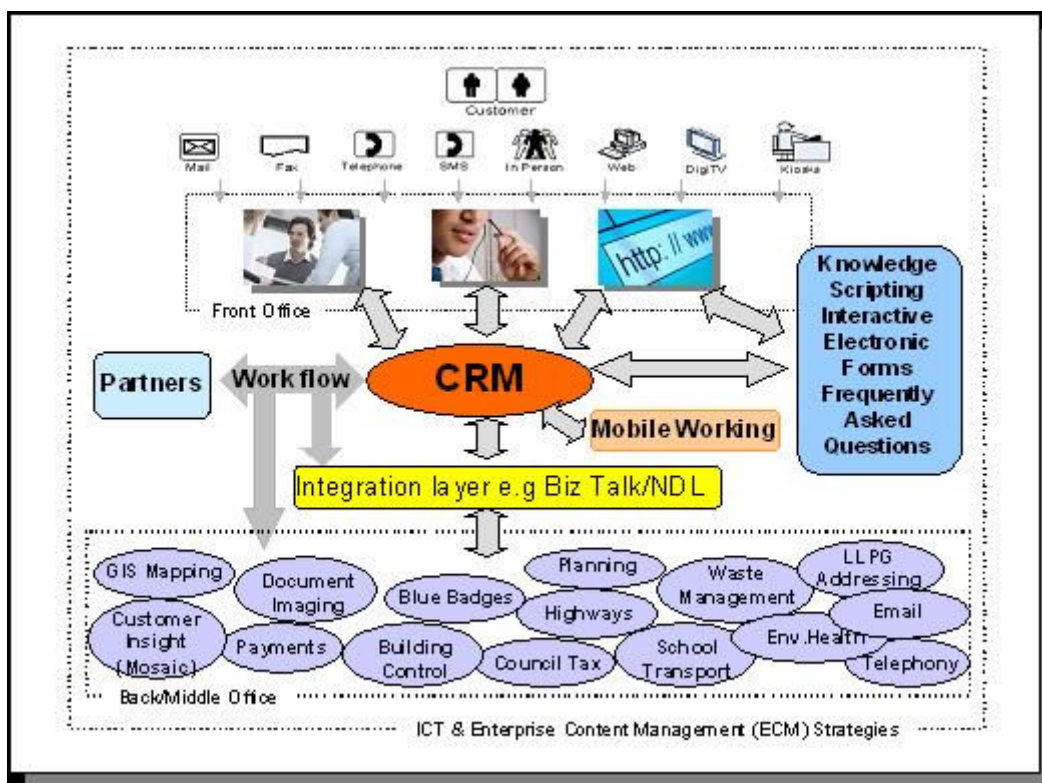 Customer
Mail
Fax
Telephone
SMS
In Person
Web
DigiTV
Kiosks
http: // www
Front Office
Knowledge
Scripting
Interactive
Electronic
Forms
Frequently
Asked
Questions
Partners
Work flow
CRM
Mobile Working
Integration layer e.g Biz Talk/NDL
GIS Mapping
Document
Imaging
Blue Badges
Planning
Highways
Waste
Management
LLPG
Addressing
Email
Customer
Insight
(Mosaic)
Payments
Building
Control
Council Tax
School
Transport
Env.Health
Telephony
Back/Middle Office
ICT & Enterprise Content Management (ECM) Strategies